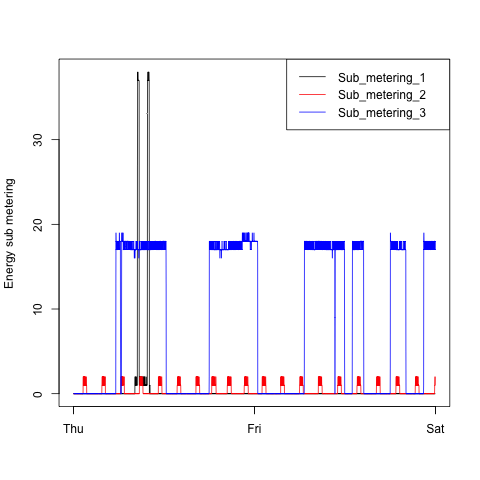 Sub_metering_1
Sub_metering_2
Sub_metering_3
Energy sub metering
30
20
10
0
Thu Fri Sat